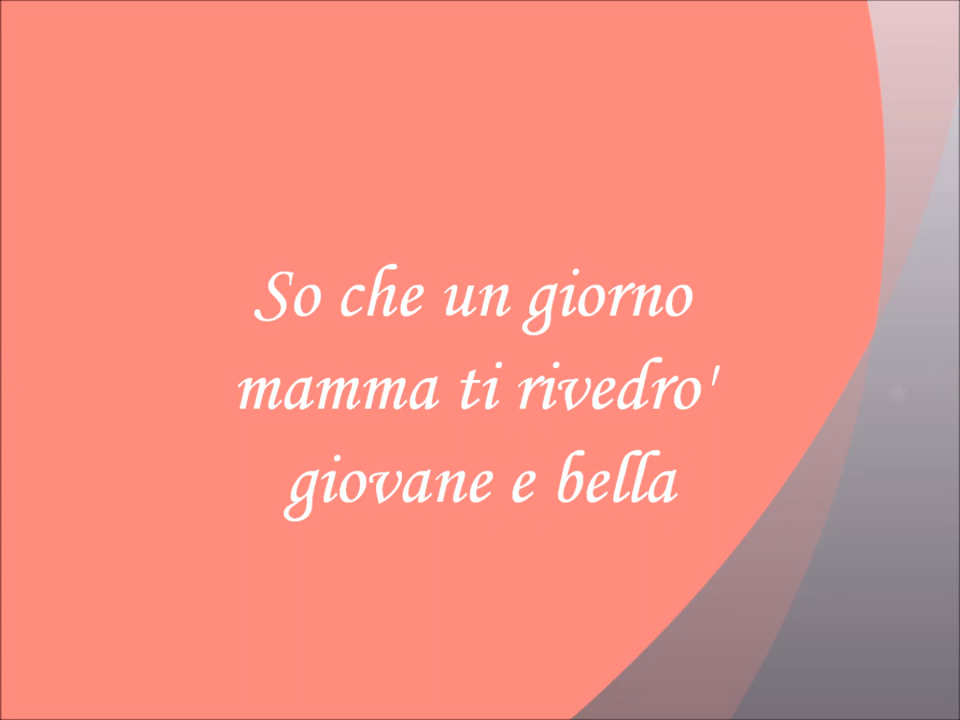 So che un giorno
mamma ti rivedro'
giovane e bella